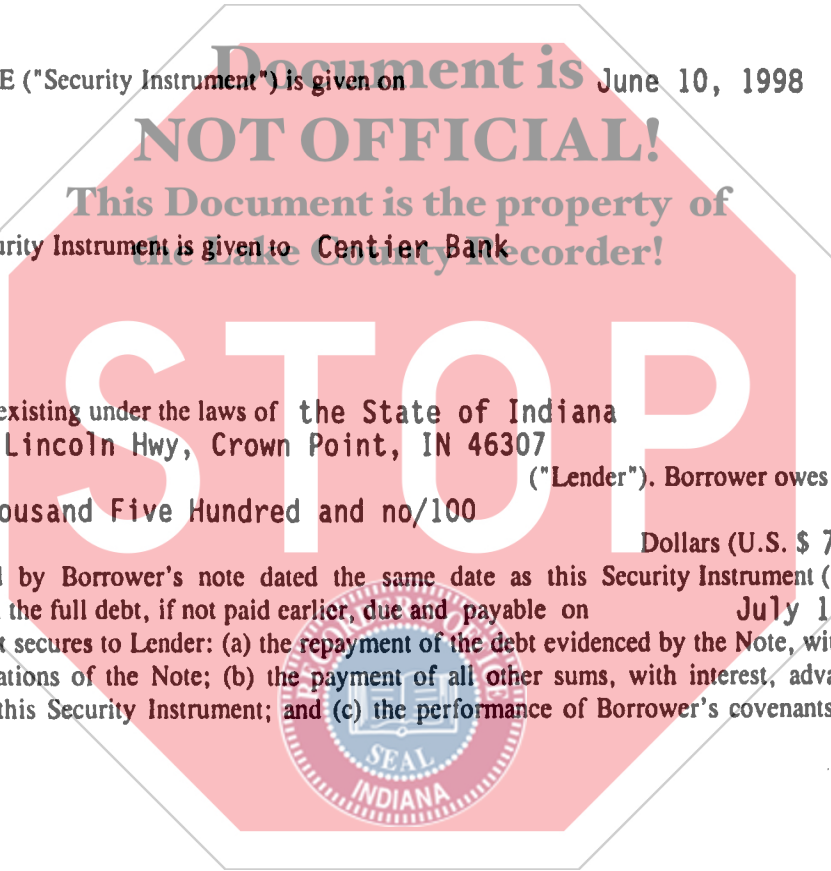 Document is
E ("Security Instrument") is given on June 10, 1998
NOT OFFICIAL!
This Document is the property of
urity Instrument is given to Centier Bank
the Lake County Recorder!
STOP
existing under the laws of the State of Indiana
Lincoln Hwy, Crown Point, IN 46307
("Lender"). Borrower owes
ousand Five Hundred and no/100
Dollars (U.S. $ 7
by Borrower's note dated the same date as this Security Instrument (
the full debt, if not paid earlier, due and payable on July 1
t secures to Lender: (a) the repayment of the debt evidenced by the Note, wi
ations of the Note; (b) the payment of all other sums, with interest, adva
this Security Instrument; and (c) the performance of Borrower's covenants
RECORDER'S OFFICE
SEAL
INDIANA